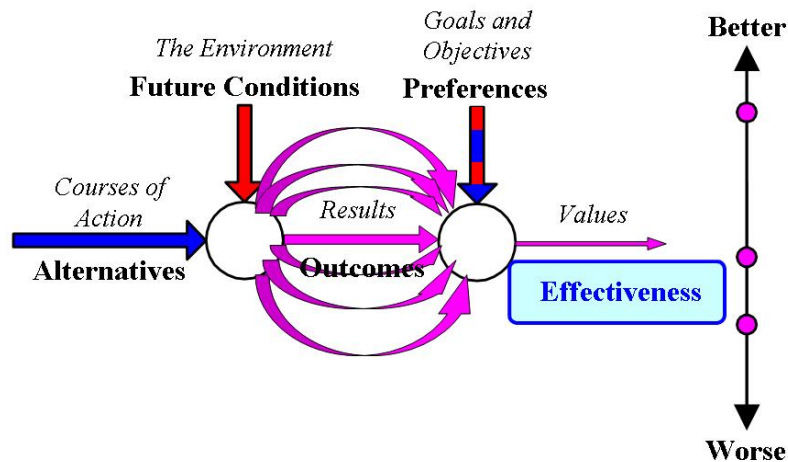 The Environment
Future Conditions
Goals and
Objectives
Preferences
Better
Courses of
Action
Alternatives
Results
Outcomes
Values
Effectiveness
Worse